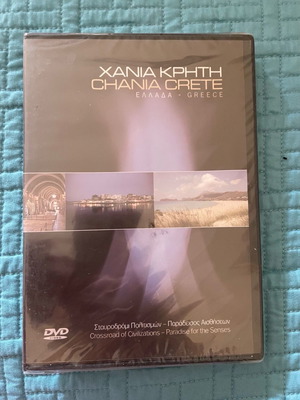 ΧΑΝΙΑ ΚΡΗΤΗ
CHANIA CRETE
ΕΛΛΑΔΑ · GREECE
Σταυροδρόμι Πολιτισμών – Παράδεισος Αισθήσεων
Crossroad of Civilizations – Paradise for the Senses
DVD